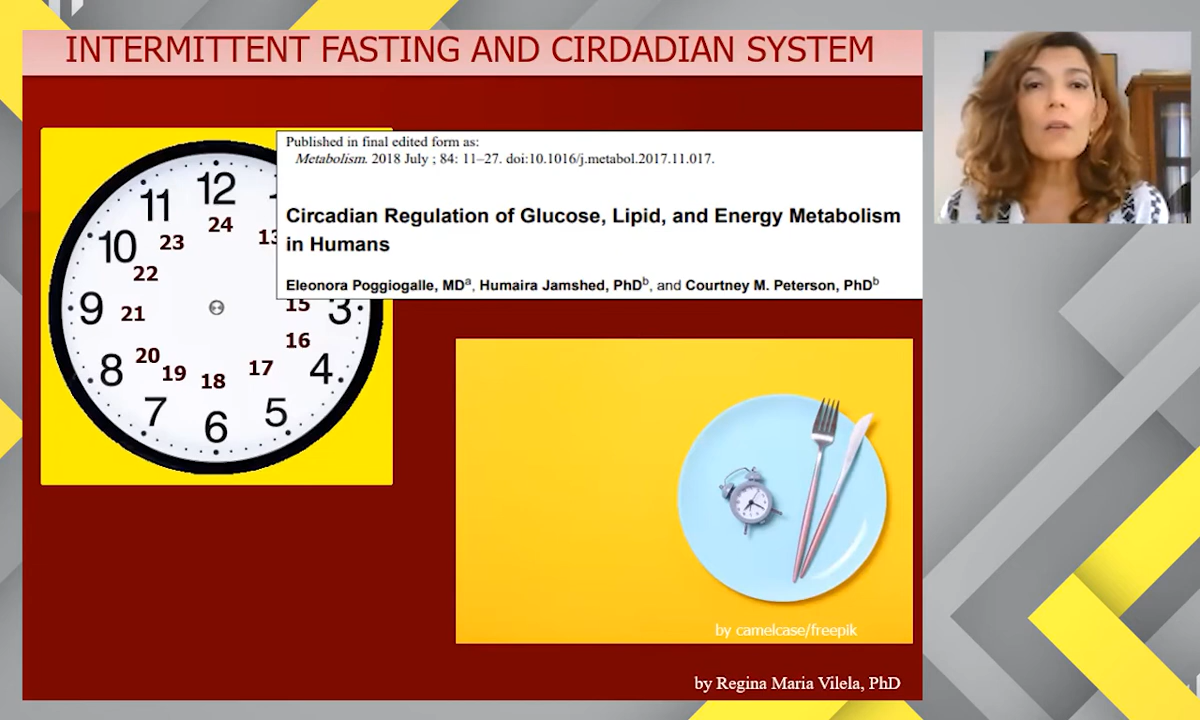 INTERMITTENT FASTING AND CIRDADIAN SYSTEM
Published in final edited form as:
Metabolism. 2018 July ; 84: 11–27. doi:10.1016/j.metabol.2017.11.017.
Circadian Regulation of Glucose, Lipid, and Energy Metabolism
in Humans
Eleonora Poggiogalle, MDa, Humaira Jamshed, PhDb, and Courtney M. Peterson, PhDb
12
11
24
13
23
10
22
9
21
15
3
16
8
20
19
18
17
4
7
6
5
by camelcase/freepik
by Regina Maria Vilela, PhD